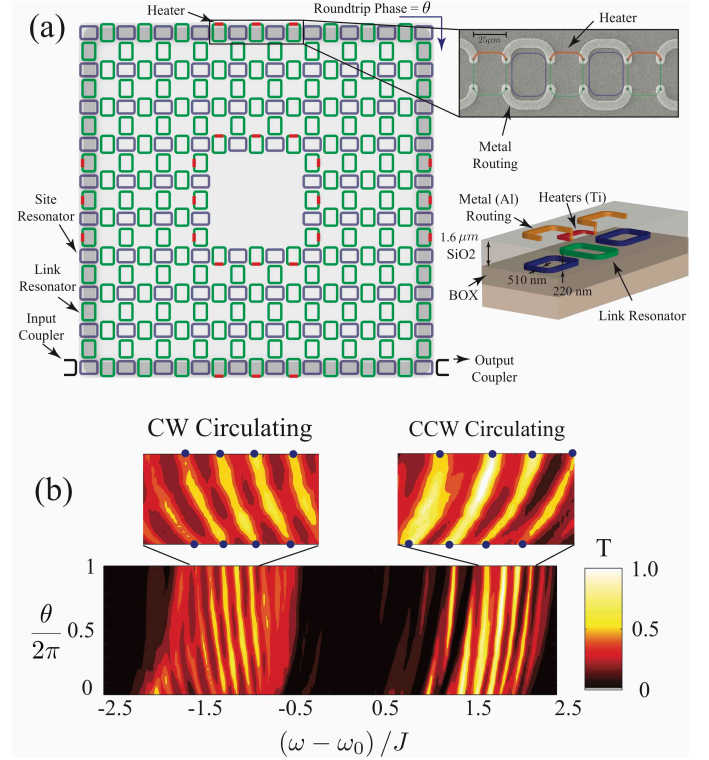 (a)
Heater
Roundtrip Phase = θ
Heater
25μm
Metal
Routing
Site
Resonator
Link
Resonator
Input
Coupler
Output
Coupler
Metal (Al)
Routing
Heaters (Ti)
1.6 μm
SiO2
BOX
510 nm
220 nm
Link Resonator
CW Circulating
CCW Circulating
(b)
T
θ
2π
1
0.5
0
1.0
0.5
0
-2.5
-1.5
-0.5
0.5
1.5
2.5
(ω − ω₀) /J